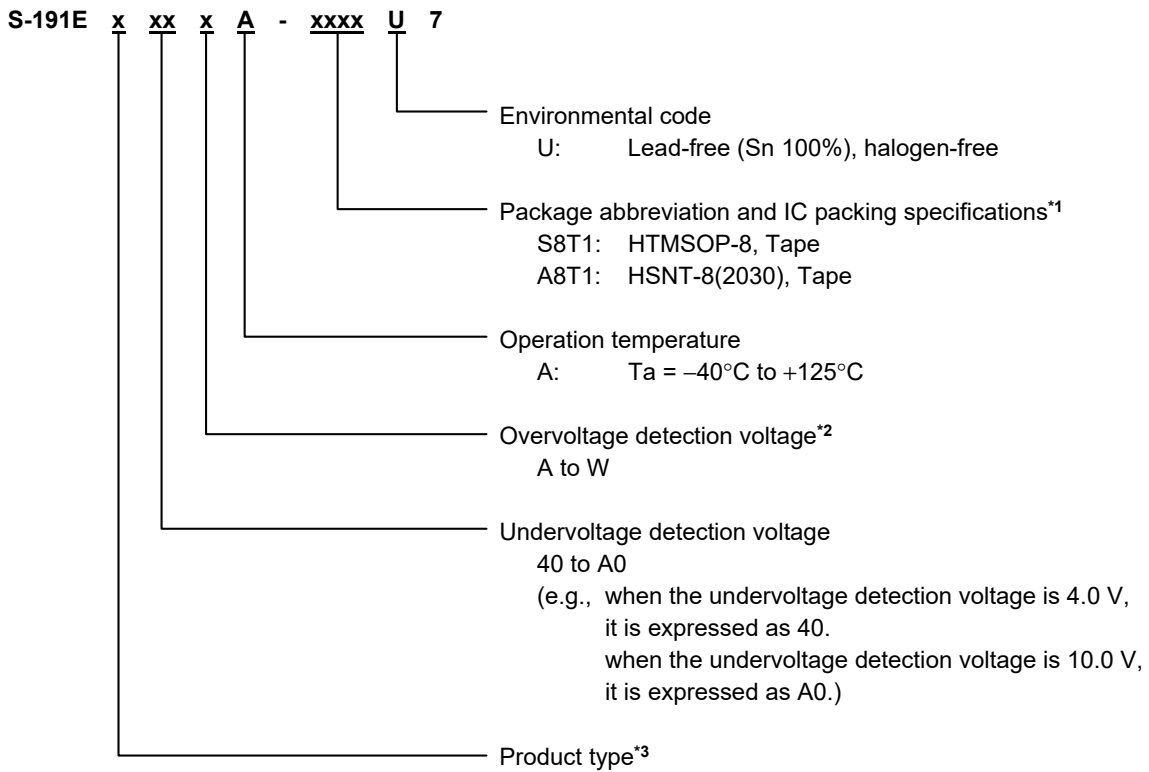 S-191E x xx x A - xxxx U 7
Environmental code
U: Lead-free (Sn 100%), halogen-free
Package abbreviation and IC packing specifications*1
S8T1: HTMSOP-8, Tape
A8T1: HSNT-8(2030), Tape
Operation temperature
A: Ta = −40°C to +125°C
Overvoltage detection voltage*2
A to W
Undervoltage detection voltage
40 to A0
(e.g., when the undervoltage detection voltage is 4.0 V,
it is expressed as 40.
when the undervoltage detection voltage is 10.0 V,
it is expressed as A0.)
Product type*3